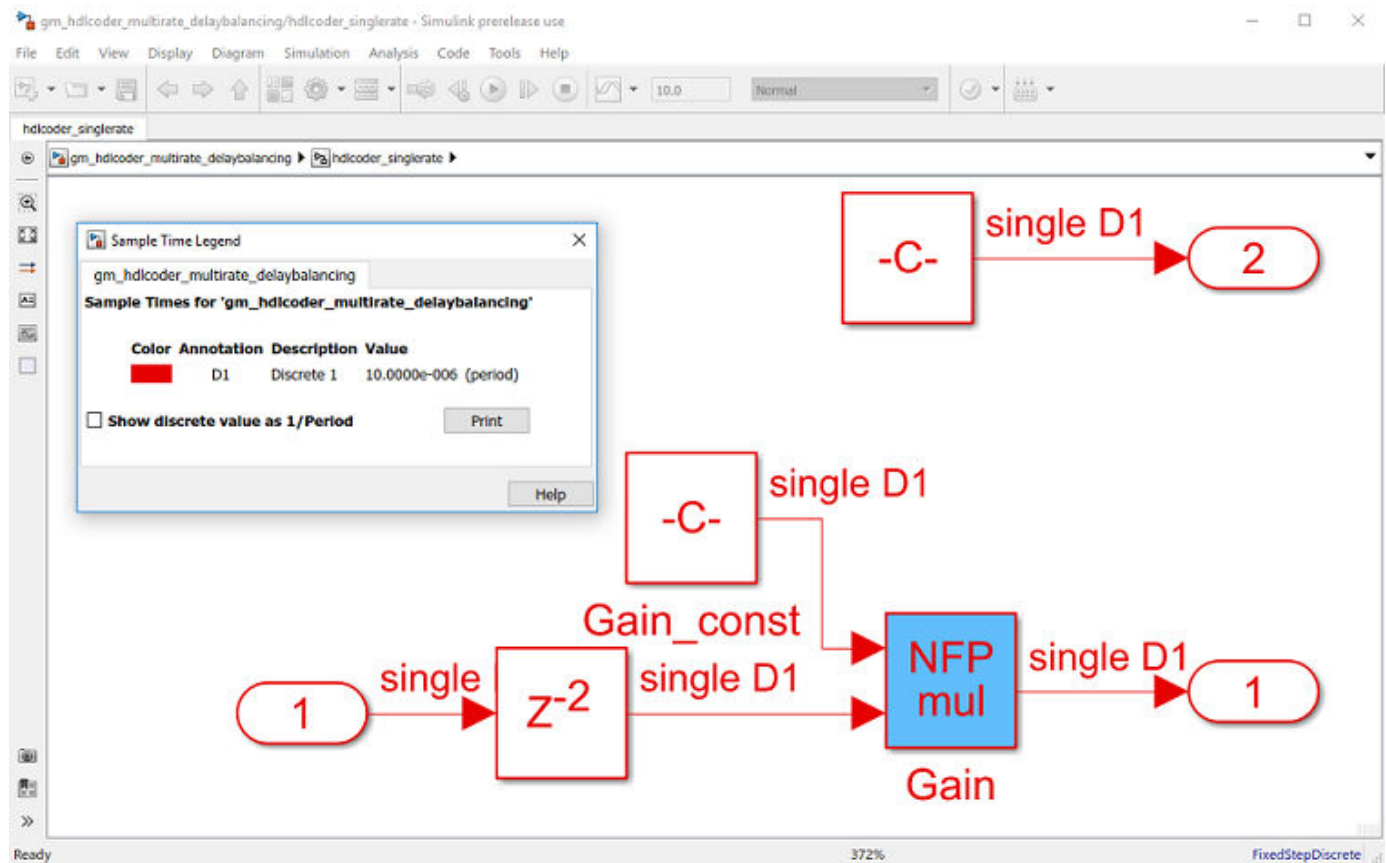 gm_hdlcoder_multirate_delaybalancing/hdlcoder_singlerate - Simulink prerelease use
File Edit View Display Diagram Simulation Analysis Code Tools Help
10.0 Normal
hdlcoder_singlerate
gm_hdlcoder_multirate_delaybalancing hdlcoder_singlerate
Sample Time Legend
gm_hdlcoder_multirate_delaybalancing
Sample Times for 'gm_hdlcoder_multirate_delaybalancing'
Color Annotation Description Value
D1 Discrete 1 10.0000e-006 (period)
Show discrete value as 1/Period Print
Help
-C- single D1 2
-C- single D1
Gain_const
1 single Z-2 single D1 NFP mul single D1 1
Gain
Ready 372% FixedStepDiscrete